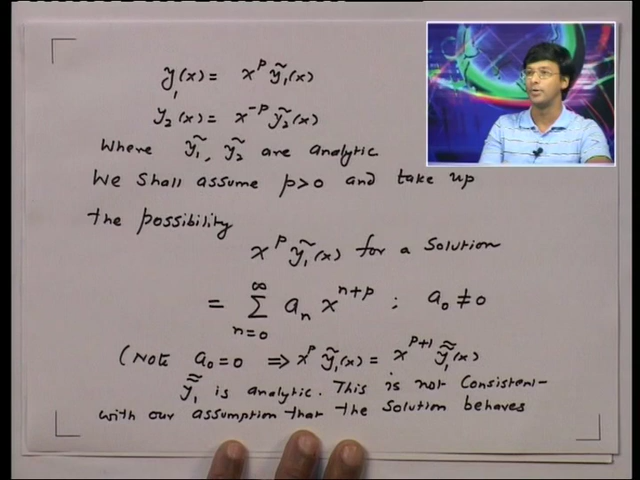 y₁(x) = x^p ỹ₁(x)
y₂(x) = x^-p ỹ₂(x)
Where ỹ₁, ỹ₂ are analytic.
We shall assume p>0 and take up
the possibility
x^p ỹ₁(x) for a solution
= ∞ Σ n=0 aₙ x^(n+p) ; a₀ ≠ 0
(Note a₀=0 ⇒ x^p ỹ₁(x) = x^(p+1) ỹ̃₁(x)
ỹ̃₁ is analytic. This is not Consistent
with our assumption that the solution behaves